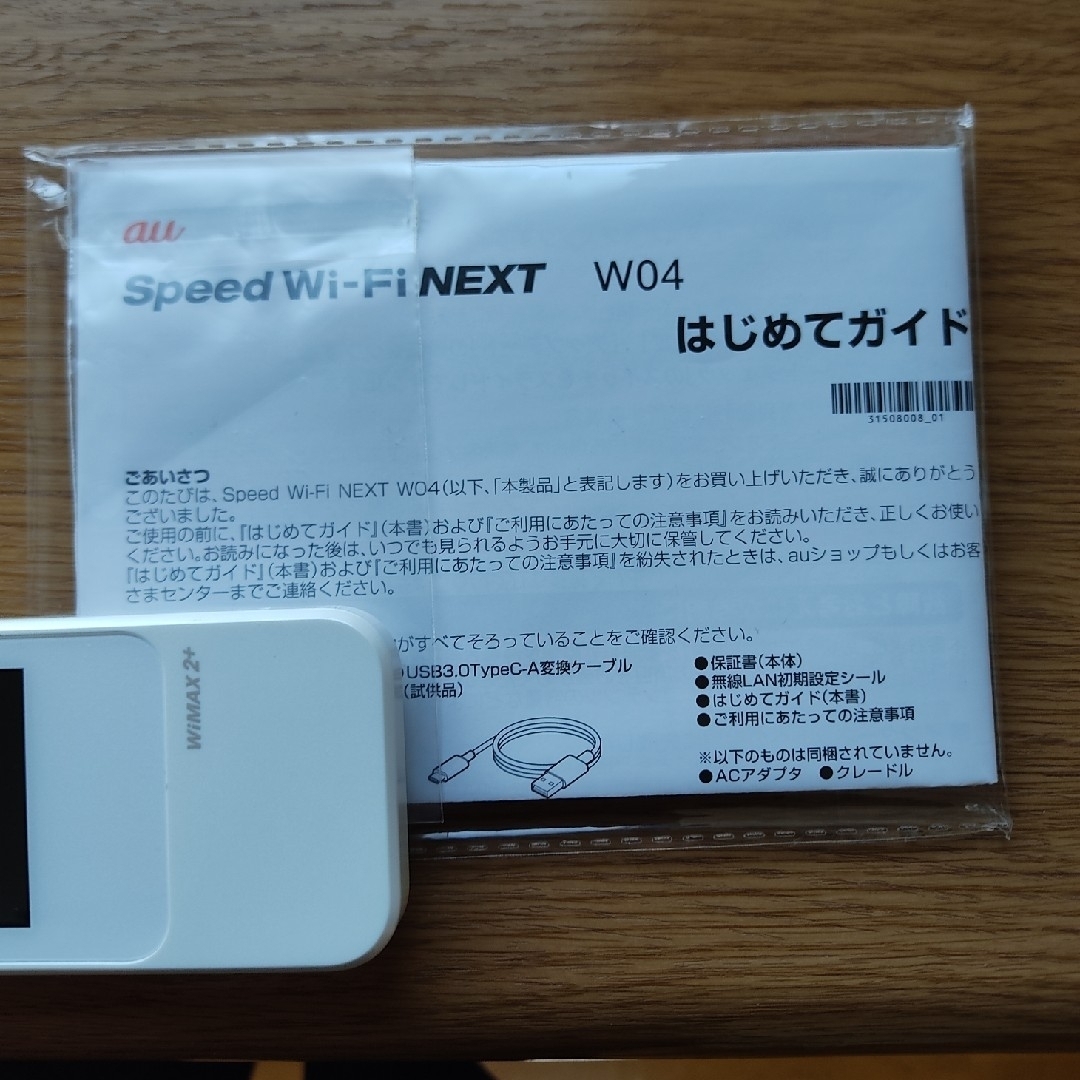 au
Speed Wi-Fi NEXT W04
はじめてガイド
31508008_01
ごあいさつ
このたびは、Speed Wi-Fi NEXT W04(以下、「本製品」と表記します)をお買い上げいただき、誠にありがとう
ございました。
ご使用の前に、『はじめてガイド』(本書)および『ご利用にあたっての注意事項』をお読みいただき、正しくお使い
ください。お読みになった後は、いつでも見られるようお手元に大切に保管してください。
『はじめてガイド』(本書)および『ご利用にあたっての注意事項』を紛失されたときは、auショップもしくはお客
さまセンターまでご連絡ください。
がすべてそろっていることをご確認ください。
USB3.0TypeC-A変換ケーブル
(試供品)
●保証書(本体)
●無線LAN初期設定シール
●はじめてガイド(本書)
●ご利用にあたっての注意事項
※以下のものは同梱されていません。
●ACアダプタ ●クレードル
WiMAX 2+